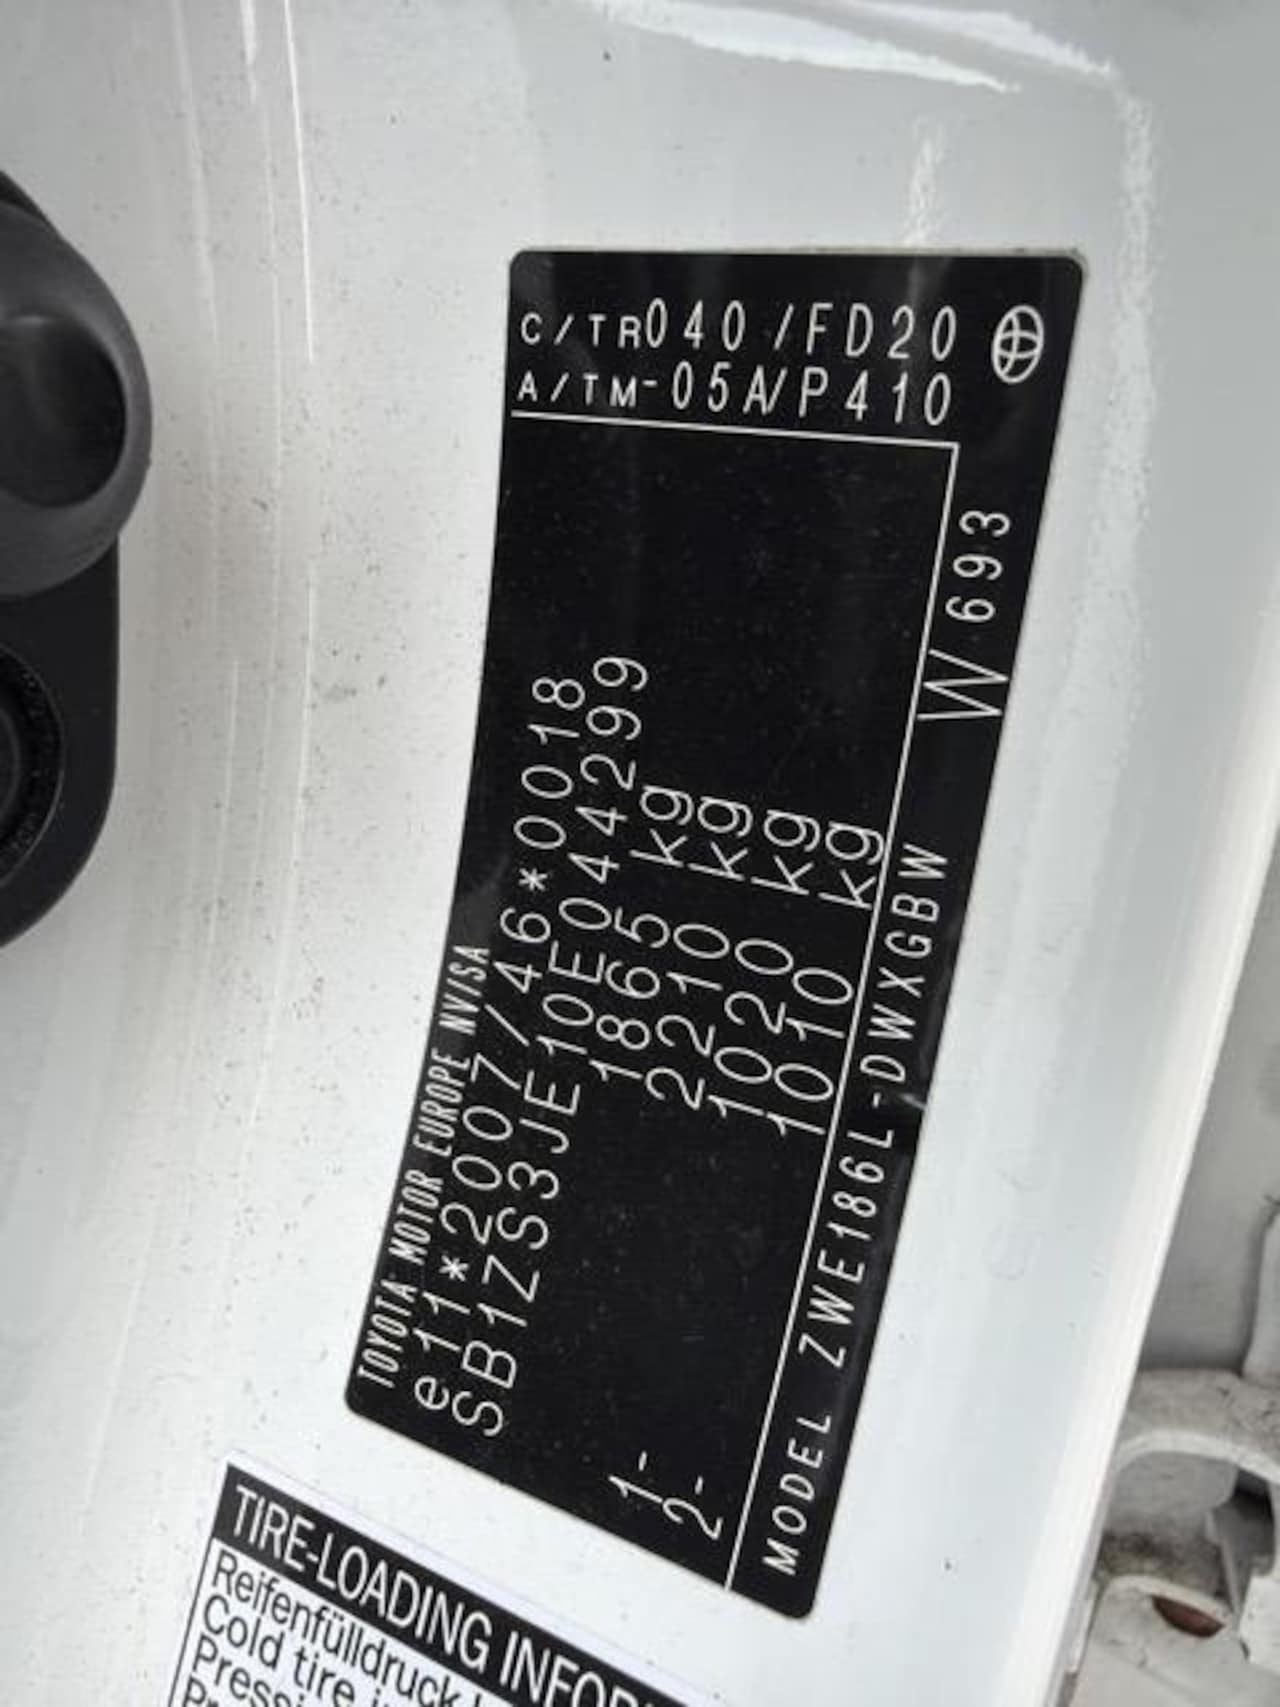 C/TR040/FD20
A/TM-05A/P410
TOYOTA MOTOR EUROPE NV/SA
e11*2007/46*0018
SB1ZS3JE10E044299
1865 kg
2210 kg
1- 1020 kg
2- 1010 kg
MODEL ZWE186L-DWXGBW W693
TIRE-LOADING INFOR
Reifenfülldruck
Cold tire